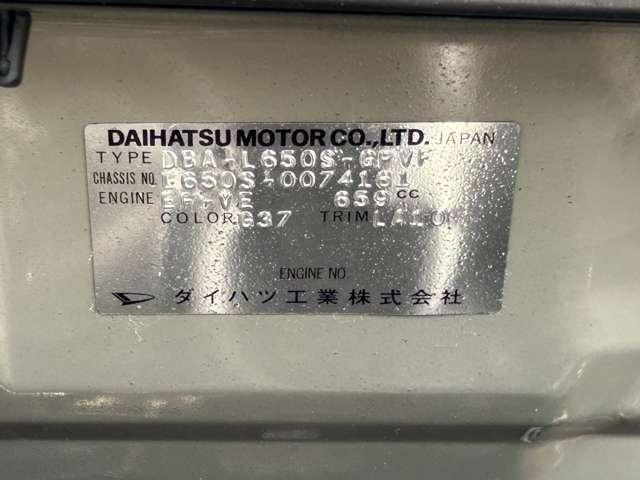 DAIHATSU MOTOR CO.,LTD. JAPAN
TYPE DBA-L650S-GPVF
CHASSIS NO. L650S-0074161
ENGINE EF-VE 659 cc
COLOR G37 TRIM
ENGINE NO.
ダイハツ工業株式会社